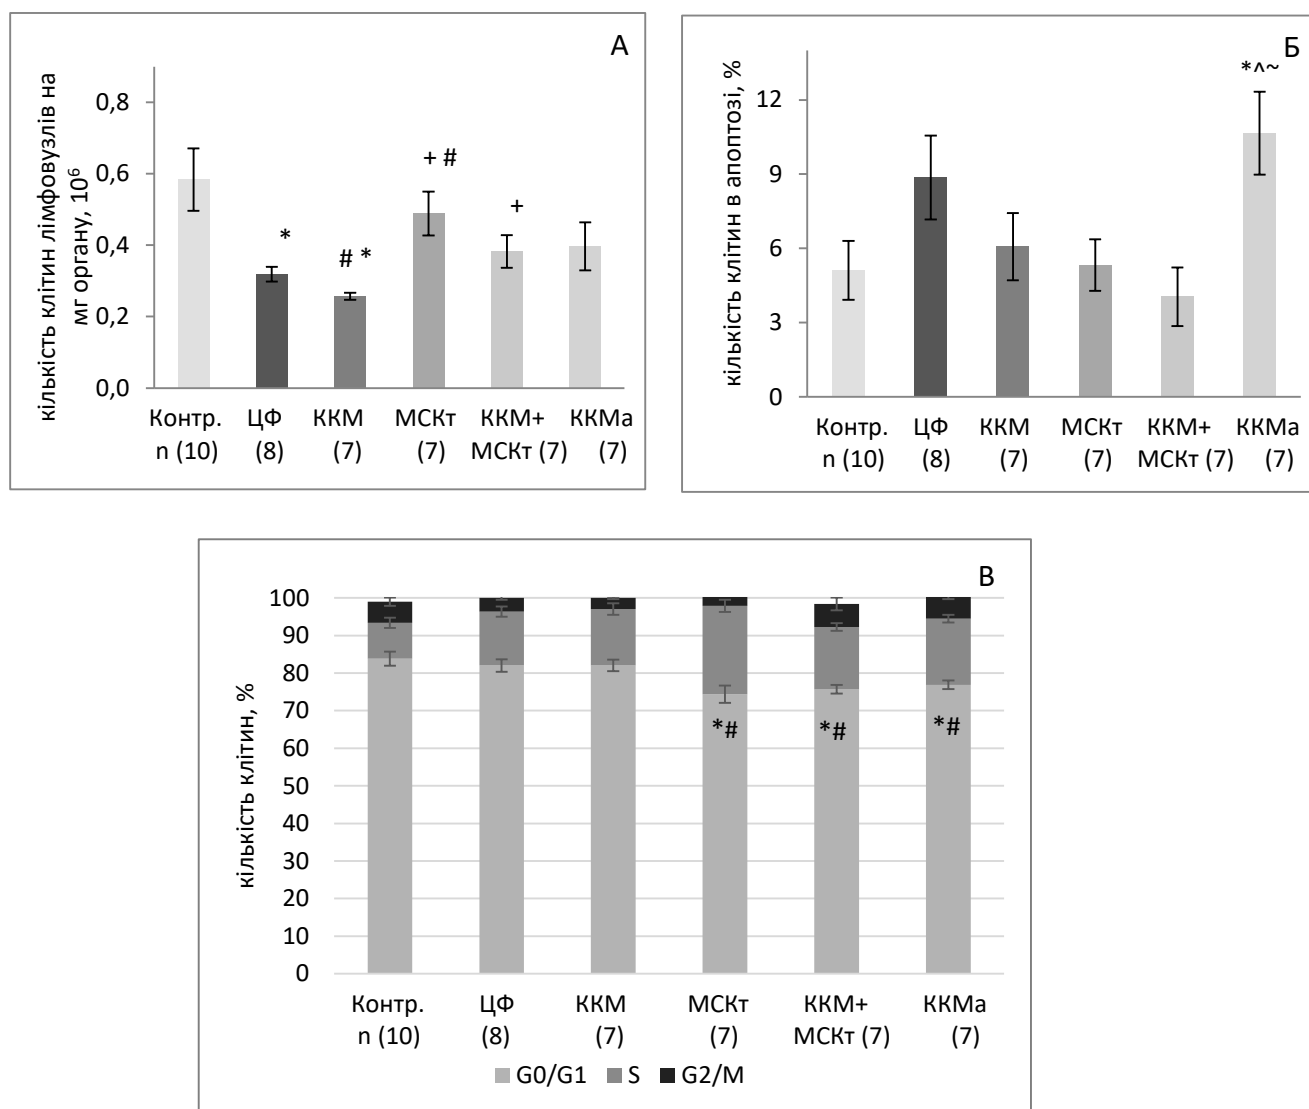 А
кількість клітин лімфовузлів на
мг органу, 10⁶
0,8
0,6
0,4
0,2
0,0
*
# *
+ #
+
Контр. ЦФ ККМ МСКт ККМ+ ККМа
n (10) (8) (7) (7) МСКт (7) (7)
Б
кількість клітин в апоптозі, %
12
9
6
3
0
*^~
Контр. ЦФ ККМ МСКт ККМ+ ККМа
n (10) (8) (7) (7) МСКт (7) (7)
В
кількість клітин, %
100
90
80
70
60
50
40
30
20
10
0
*# *# *#
Контр. ЦФ ККМ МСКт ККМ+ ККМа
n (10) (8) (7) (7) МСКт (7) (7)
G0/G1 S G2/M